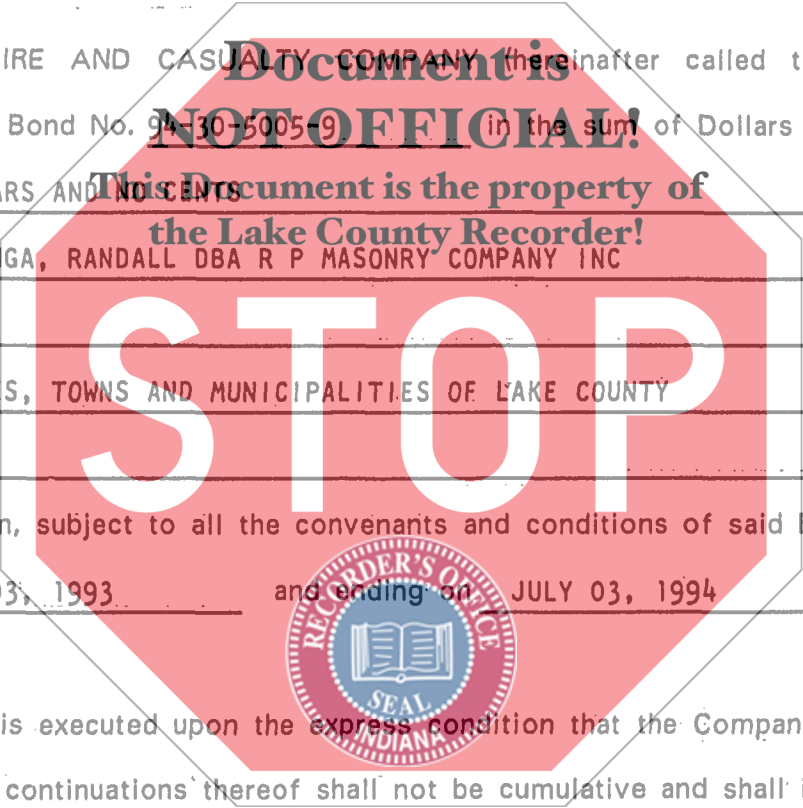 IRE AND CASUALTY COMPANY (hereinafter called t
Document is
Bond No. 94-30-5005-9 in the sum of Dollars
NOT OFFICIAL!
ARS AND NO CENTS
This Document is the property of
the Lake County Recorder!
GA, RANDALL DBA R P MASONRY COMPANY INC
STOP
S, TOWNS AND MUNICIPALITIES OF LAKE COUNTY
n, subject to all the convenants and conditions of said
03, 1993 and ending on JULY 03, 1994
RECORDER'S OFFICE
SEAL
INDIANA
is executed upon the express condition that the Compan
continuations thereof shall not be cumulative and shall